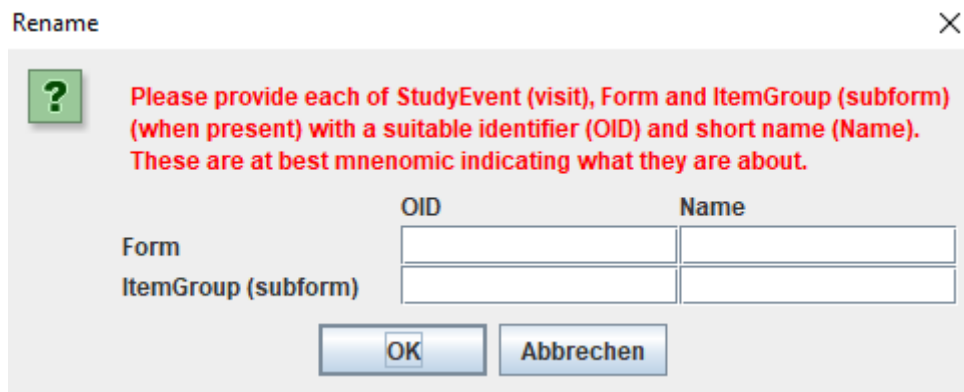 Rename
Please provide each of StudyEvent (visit), Form and ItemGroup (subform)
(when present) with a suitable identifier (OID) and short name (Name).
These are at best mnenomic indicating what they are about.
OID Name
Form
ItemGroup (subform)
OK Abbrechen